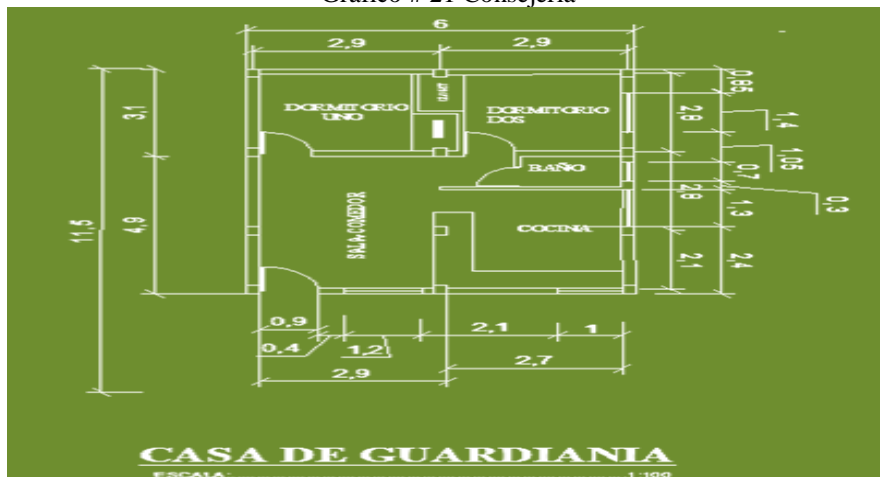 Gráfico # 21 Consejería
6
2,9 2,9
DORMITORIO
UNO
DORMITORIO
DOS
BAÑO
SALA-COMEDOR
COCINA
3,1
4,9
11,5
0,85
2,8
1,4
1,05
0,7
2,8
0,3
1,3
2,1
2,4
0,9
2,1
1
0,4
1,2
2,9
2,7
CASA DE GUARDIANIA
ESCALA: 1:100